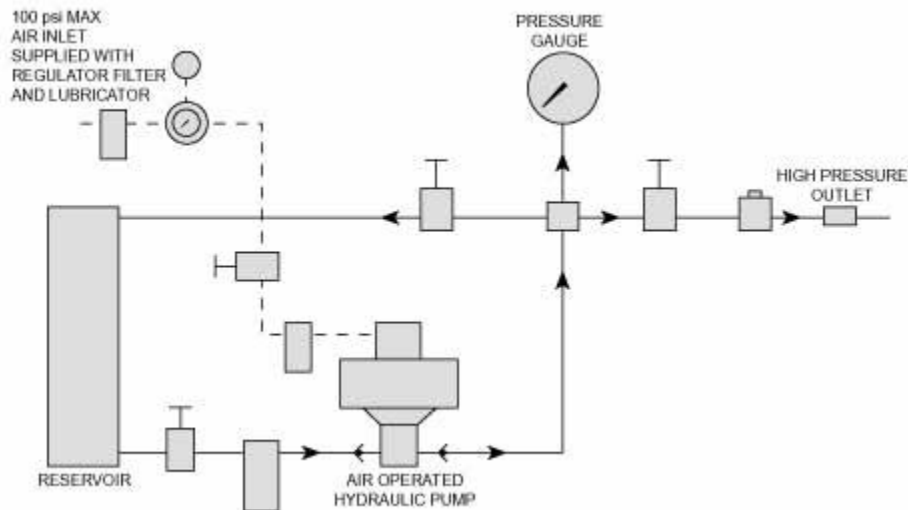 100 psi MAX
AIR INLET
SUPPLIED WITH
REGULATOR FILTER
AND LUBRICATOR
PRESSURE
GAUGE
HIGH PRESSURE
OUTLET
RESERVOIR
AIR OPERATED
HYDRAULIC PUMP